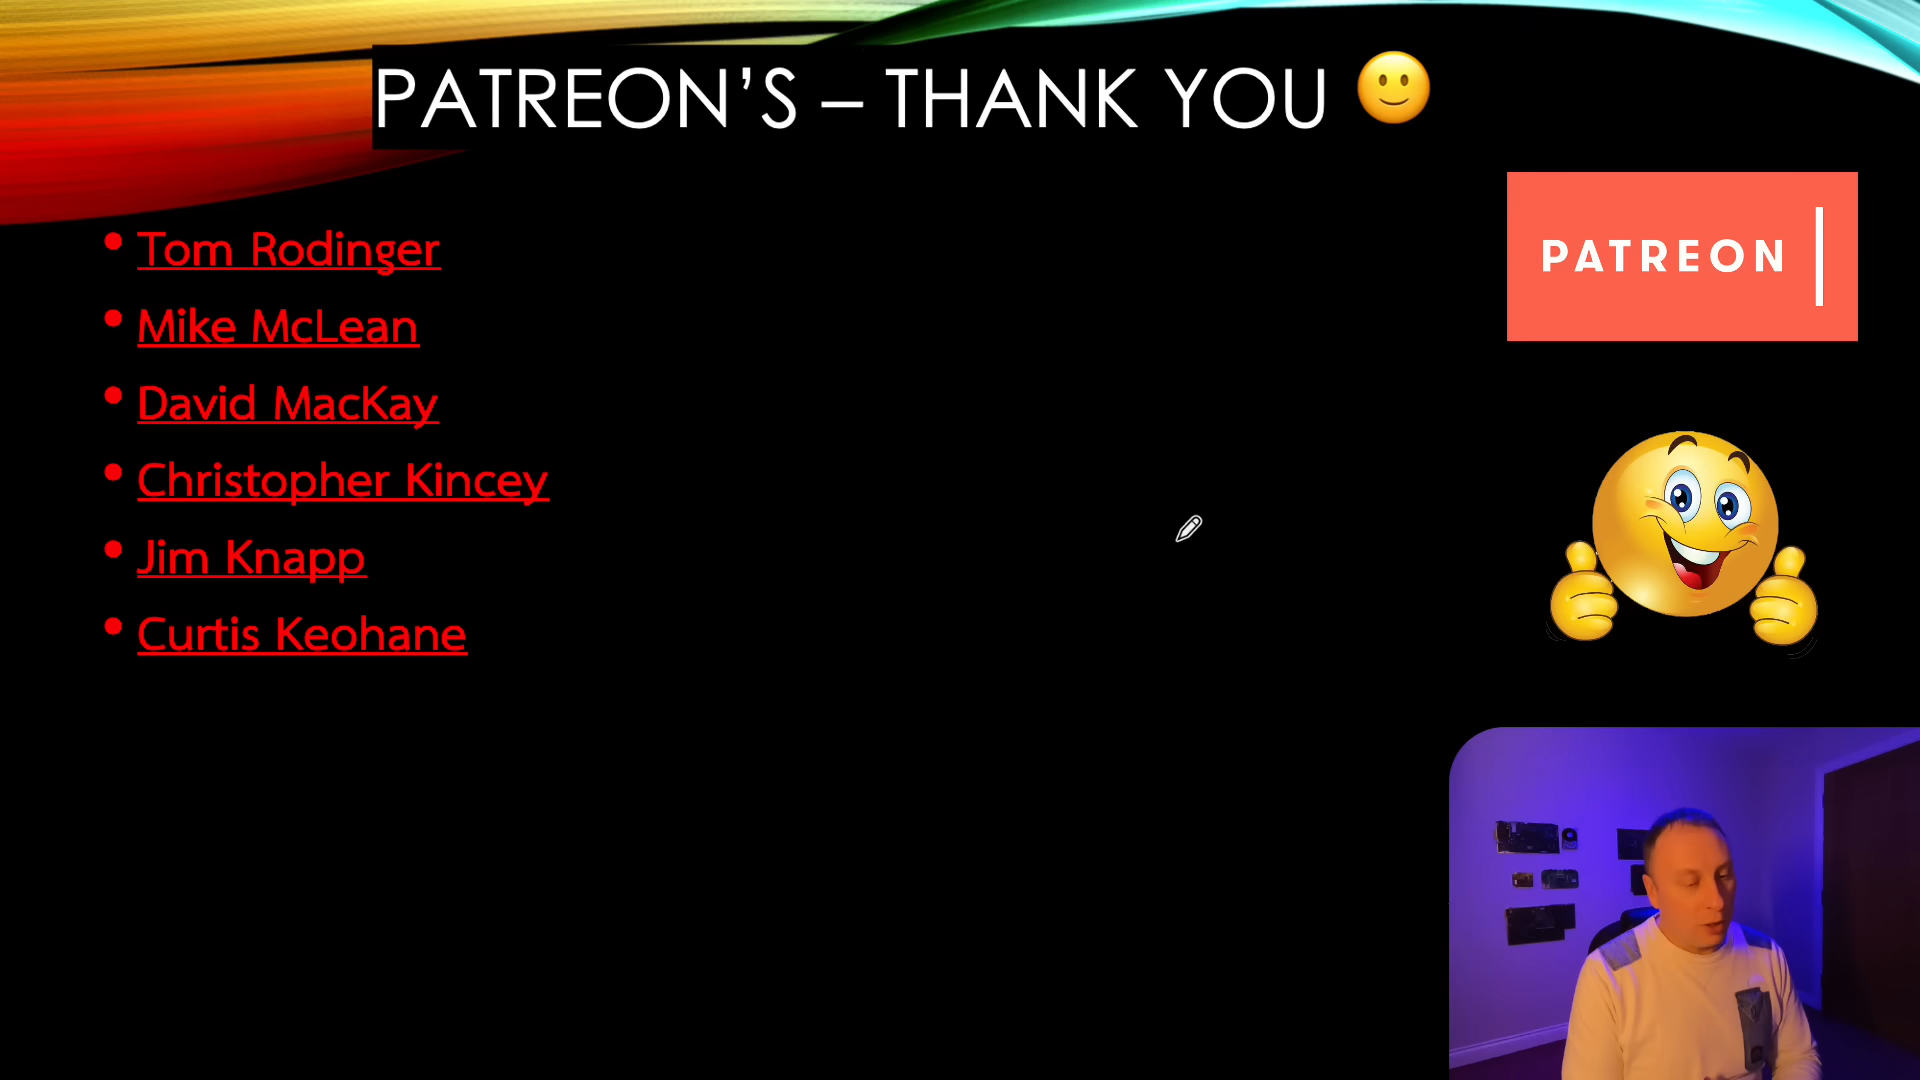 PATREON'S – THANK YOU 🙂
PATREON
• Tom Rodinger
• Mike McLean
• David MacKay
• Christopher Kincey
• Jim Knapp
• Curtis Keohane